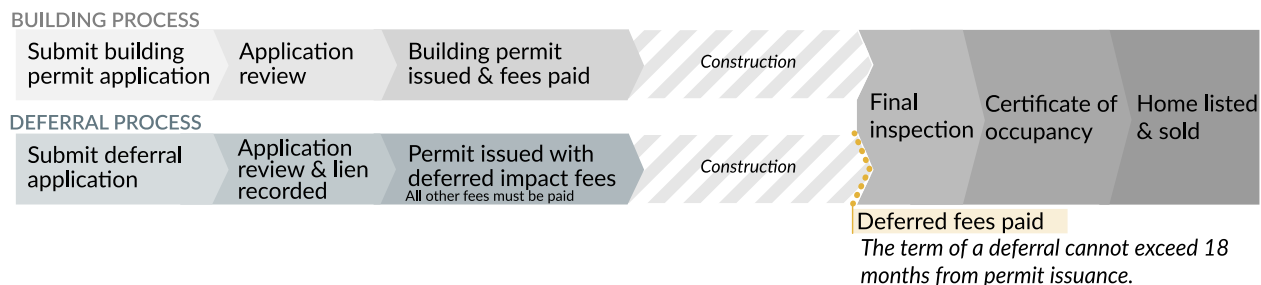 BUILDING PROCESS
Submit building
permit application
Application
review
Building permit
issued & fees paid
Construction
Final
inspection
Certificate of
occupancy
Home listed
& sold
DEFERRAL PROCESS
Submit deferral
application
Application
review & lien
recorded
Permit issued with
deferred impact fees
All other fees must be paid
Construction
Deferred fees paid
The term of a deferral cannot exceed 18
months from permit issuance.